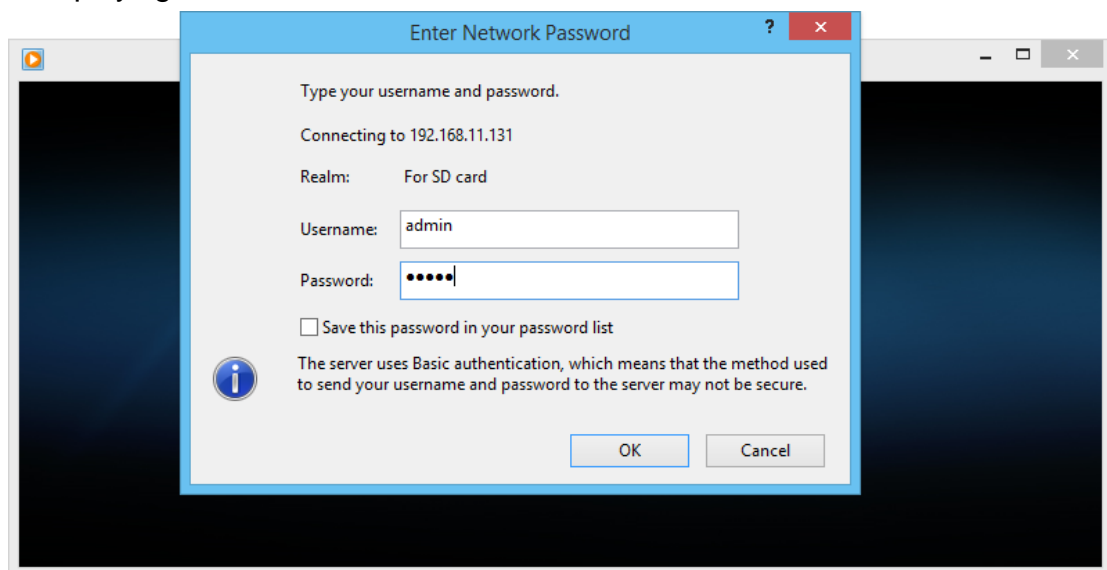 Enter Network Password
?
Type your username and password.
Connecting to 192.168.11.131
Realm: For SD card
Username: admin
Password: •••••
Save this password in your password list
The server uses Basic authentication, which means that the method used
to send your username and password to the server may not be secure.
OK Cancel